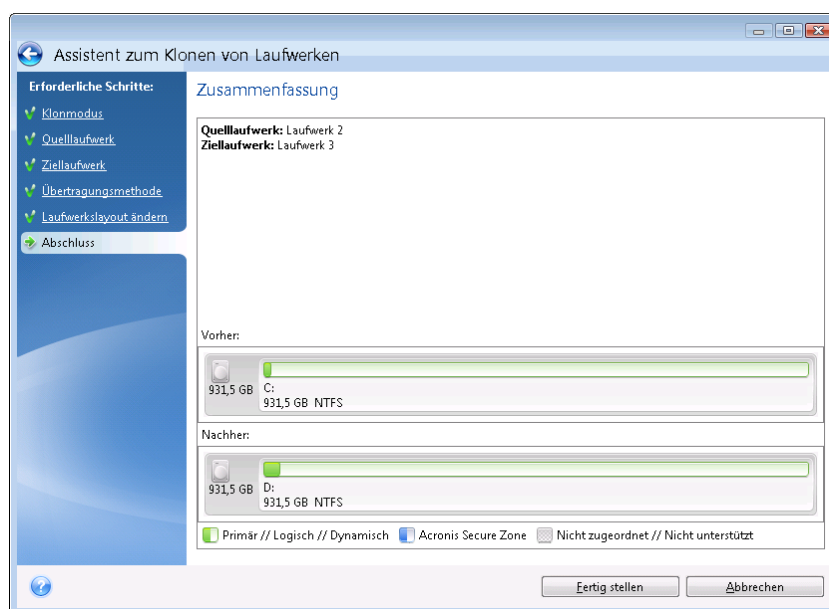 Assistent zum Klonen von Laufwerken
Erforderliche Schritte:
Klonmodus
Quelllaufwerk
Ziellaufwerk
Übertragungsmethode
Laufwerkslayout ändern
Abschluss
Zusammenfassung
Quelllaufwerk: Laufwerk 2
Ziellaufwerk: Laufwerk 3
Vorher:
931,5 GB
C:
931,5 GB NTFS
Nachher:
931,5 GB
D:
931,5 GB NTFS
Primär // Logisch // Dynamisch Acronis Secure Zone Nicht zugeordnet // Nicht unterstützt
?
Fertig stellen Abbrechen